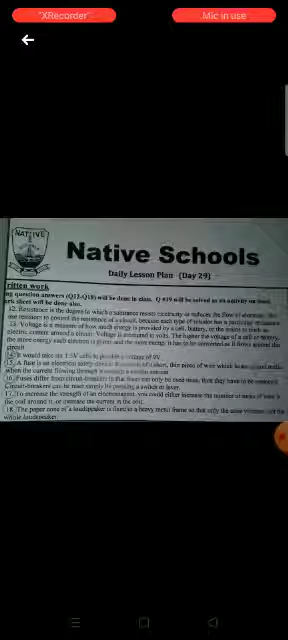 "XRecorder"
Mic in use
NATIVE
Native Schools
Daily Lesson Plan (Day 29)
ritten work
ng question answers (Q12-Q18) will be done in class. Q #19 will be solved as an activity on
ork sheet will be done also.
12. Resistance is the degree to which a substance resists electricity or reduces the flow of electrons. We
use resistors to control the resistance of a circuit, because each type of resistor has a particular resistance
13. Voltage is a measure of how much energy is provided by a cell, battery, or the mains to push an
electric current around a circuit. Voltage is measured in volts. The higher the voltage of a cell or battery,
the more energy each electron is given and the more energy it has to be converted as it flows around the
circuit
14. It would take six 1.5V cells to provide a voltage of 9V
15. A fuse is an electrical safety device. It consists of a short, thin piece of wire which heats up and melts
when the current flowing through it exceeds a certain amount
16. Fuses differ from circuit-breakers in that fuses can only be used once, then they have to be replaced.
Circuit-breakers can be reset simply by pressing a switch or lever.
17. To increase the strength of an electromagnet, you could either increase the number of turns of wire in
the coil around it, or increase the current in the coil.
18. The paper cone of a loudspeaker is fixed to a heavy metal frame so that only the cone vibrates, not the
whole loudspeaker